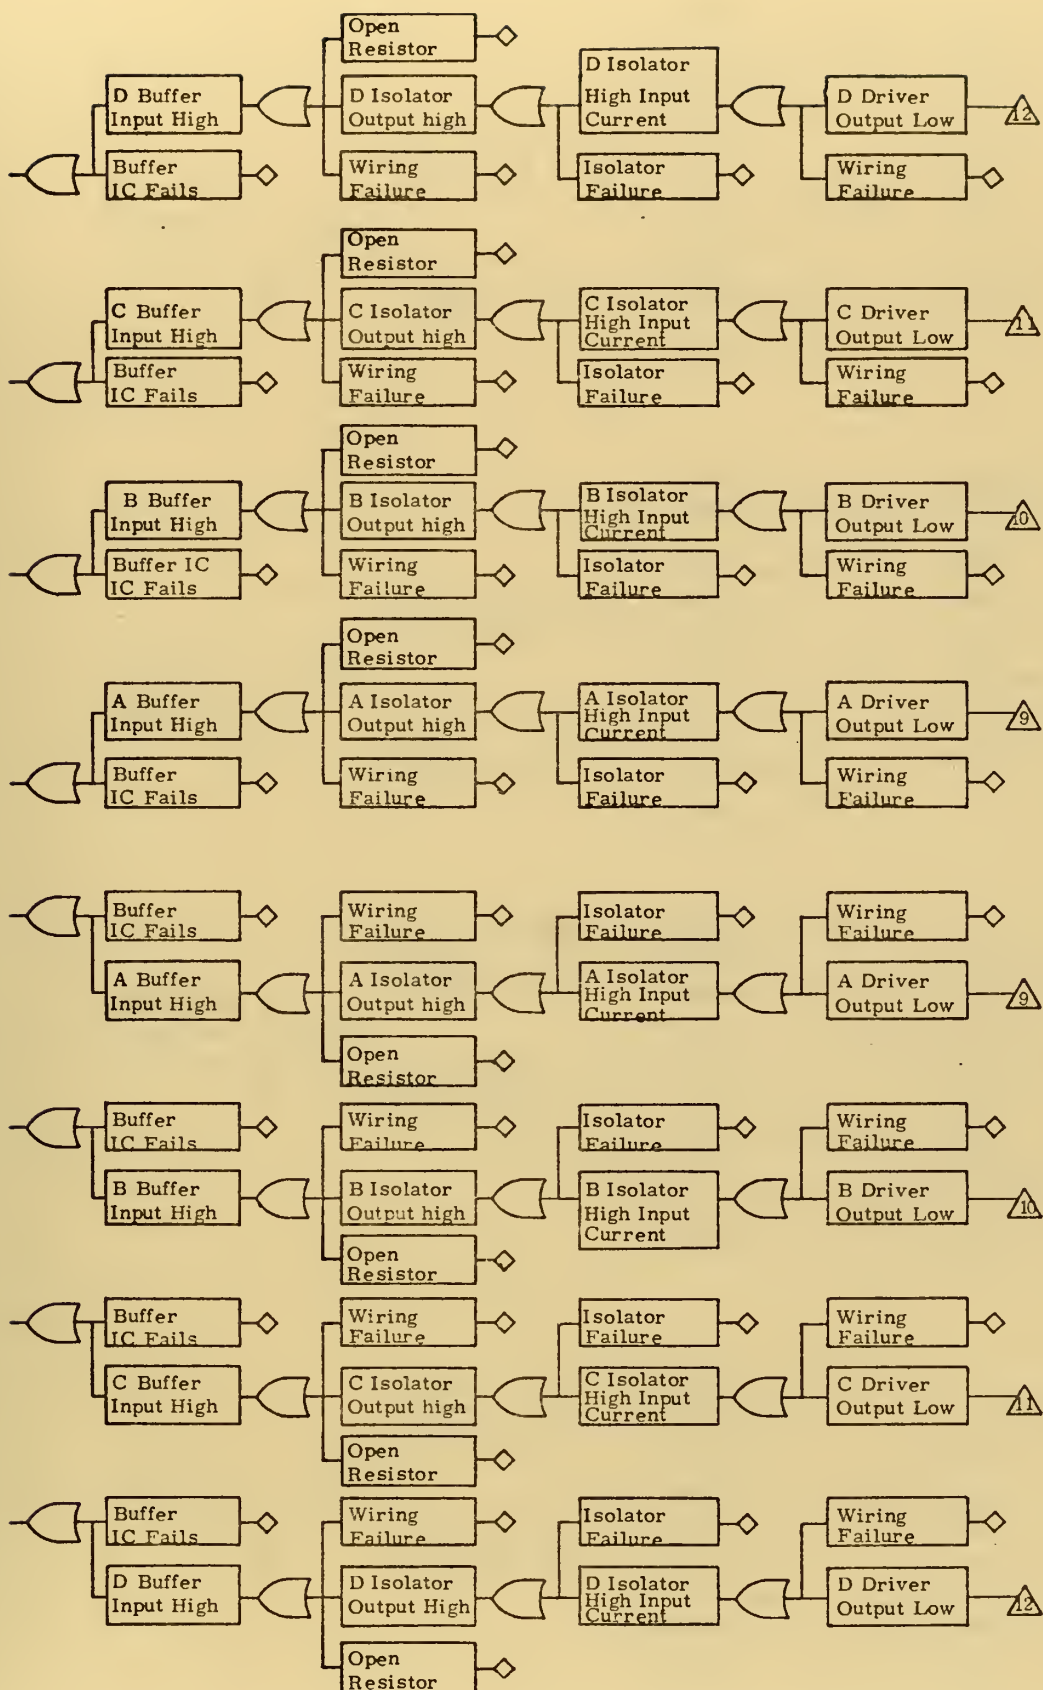 Open
Resistor
D Buffer
Input High
D Isolator
Output high
D Isolator
High Input
Current
D Driver
Output Low
12
Buffer
IC Fails
Wiring
Failure
Isolator
Failure
Wiring
Failure
Open
Resistor
C Buffer
Input High
C Isolator
Output high
C Isolator
High Input
Current
C Driver
Output Low
11
Buffer
IC Fails
Wiring
Failure
Isolator
Failure
Wiring
Failure
Open
Resistor
B Buffer
Input High
B Isolator
Output high
B Isolator
High Input
Current
B Driver
Output Low
10
Buffer IC
IC Fails
Wiring
Failure
Isolator
Failure
Wiring
Failure
Open
Resistor
A Buffer
Input High
A Isolator
Output high
A Isolator
High Input
Current
A Driver
Output Low
9
Buffer
IC Fails
Wiring
Failure
Isolator
Failure
Wiring
Failure
Buffer
IC Fails
Wiring
Failure
Isolator
Failure
Wiring
Failure
A Buffer
Input High
A Isolator
Output high
A Isolator
High Input
Current
A Driver
Output Low
9
Open
Resistor
Buffer
IC Fails
Wiring
Failure
Isolator
Failure
Wiring
Failure
B Buffer
Input High
B Isolator
Output high
B Isolator
High Input
Current
B Driver
Output Low
10
Open
Resistor
Buffer
IC Fails
Wiring
Failure
Isolator
Failure
Wiring
Failure
C Buffer
Input High
C Isolator
Output high
C Isolator
High Input
Current
C Driver
Output Low
11
Open
Resistor
Buffer
IC Fails
Wiring
Failure
Isolator
Failure
Wiring
Failure
D Buffer
Input High
D Isolator
Output High
D Isolator
High Input
Current
D Driver
Output Low
12
Open
Resistor